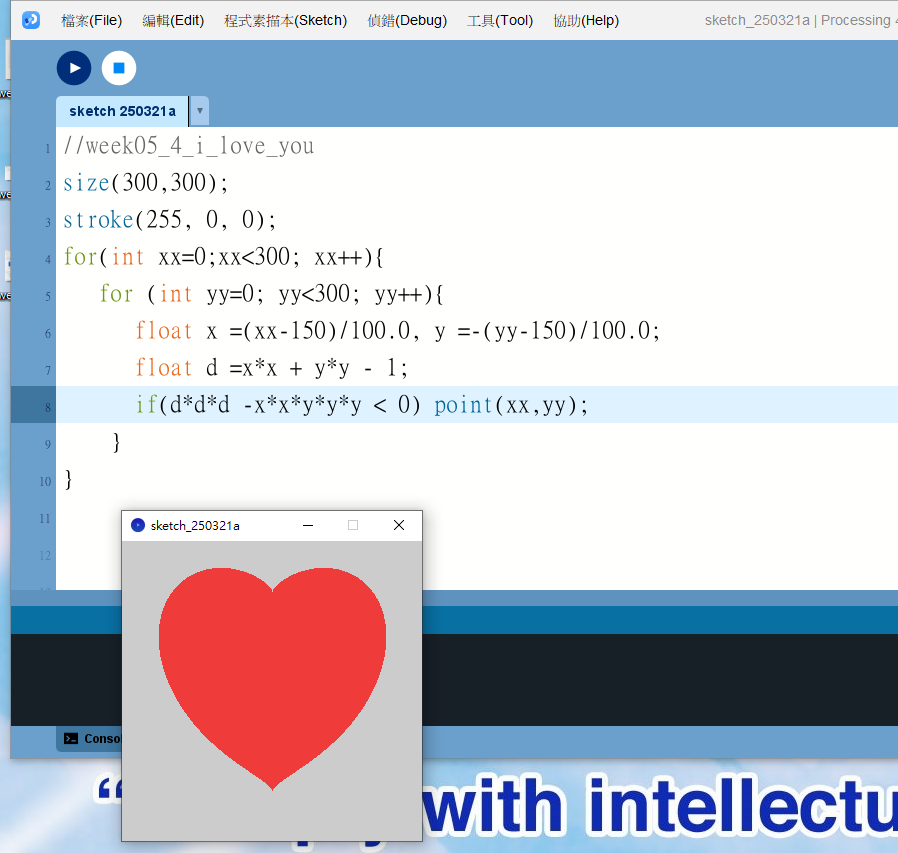 檔案(File) 編輯(Edit) 程式素描本(Sketch) 偵錯(Debug) 工具(Tool) 協助(Help) sketch_250321a | Processing 4
sketch 250321a ▾
1 //week05_4_i_love_you
2 size(300,300);
3 stroke(255, 0, 0);
4 for(int xx=0;xx<300; xx++){
5 for (int yy=0; yy<300; yy++){
6 float x =(xx-150)/100.0, y =-(yy-150)/100.0;
7 float d =x*x + y*y - 1;
8 if(d*d*d -x*x*y*y*y < 0) point(xx,yy);
9 }
10 }
11
12
sketch_250321a
Consol
“ with intellectu